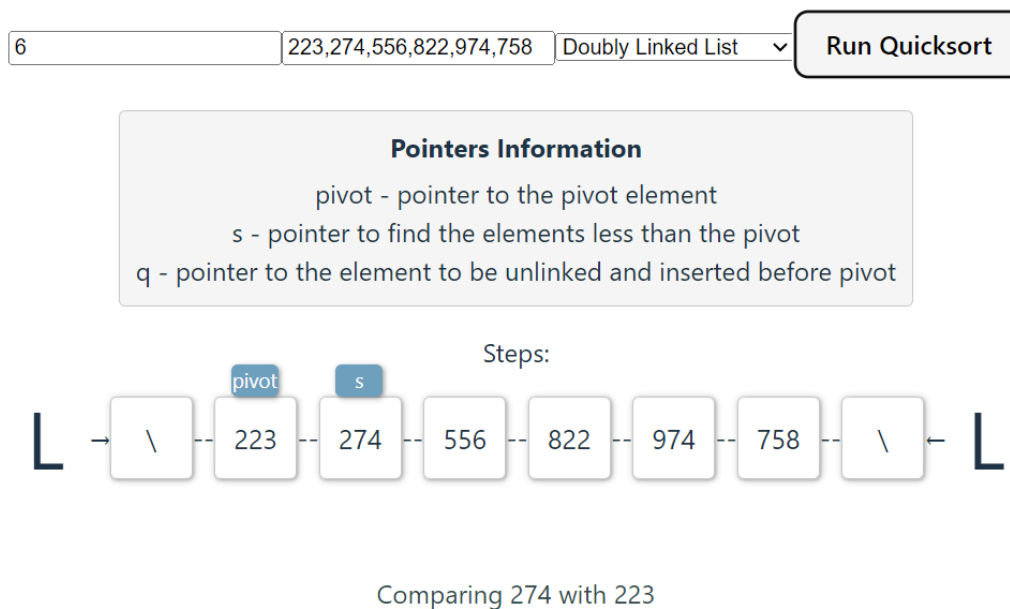 6 223,274,556,822,974,758 Doubly Linked List Run Quicksort
Pointers Information
pivot - pointer to the pivot element
s - pointer to find the elements less than the pivot
q - pointer to the element to be unlinked and inserted before pivot
Steps:
pivot s
L → \ -- 223 -- 274 -- 556 -- 822 -- 974 -- 758 -- \ ← L
Comparing 274 with 223